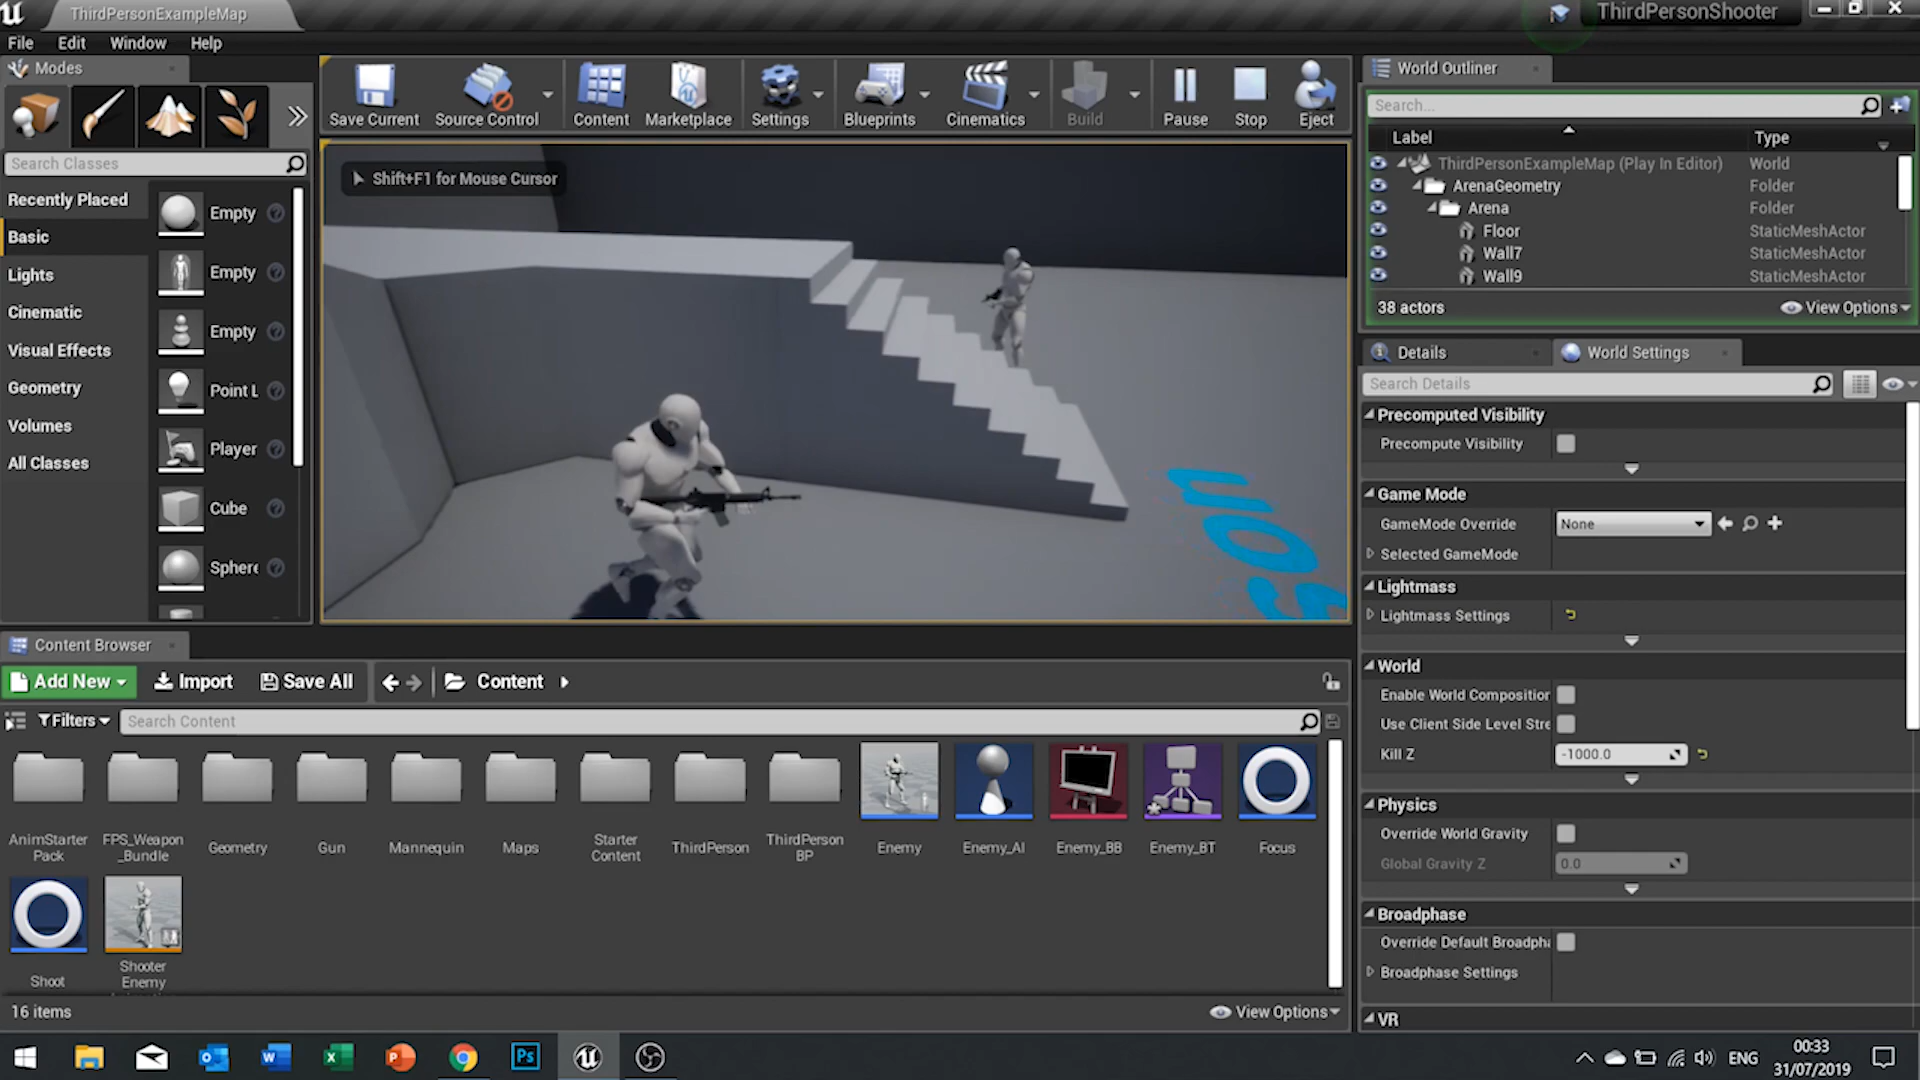 ThirdPersonExampleMap
ThirdPersonShooter
File Edit Window Help
Modes
Save Current
Source Control
Content
Marketplace
Settings
Blueprints
Cinematics
Build
Pause
Stop
Eject
Search Classes
Recently Placed
Basic
Lights
Cinematic
Visual Effects
Geometry
Volumes
All Classes
Empty
Empty
Empty
Point L
Player
Cube
Sphere
Shift+F1 for Mouse Cursor
World Outliner
Search...
Label Type
ThirdPersonExampleMap (Play In Editor) World
ArenaGeometry Folder
Arena Folder
Floor StaticMeshActor
Wall7 StaticMeshActor
Wall9 StaticMeshActor
38 actors View Options
Details World Settings
Search Details
Precomputed Visibility
Precompute Visibility
Game Mode
GameMode Override None
Selected GameMode
Lightmass
Lightmass Settings
World
Enable World Composition
Use Client Side Level Stre
Kill Z -1000.0
Physics
Override World Gravity
Global Gravity Z 0.0
Broadphase
Override Default Broadpha
Broadphase Settings
VR
Content Browser
Add New Import Save All Content
Filters Search Content
AnimStarter
Pack
FPS_Weapon
_Bundle
Geometry
Gun
Mannequin
Maps
Starter
Content
ThirdPerson
ThirdPerson
BP
Enemy
Enemy_AI
Enemy_BB
Enemy_BT
Focus
Shoot
Shooter
Enemy
16 items View Options
ENG
00:33
31/07/2019